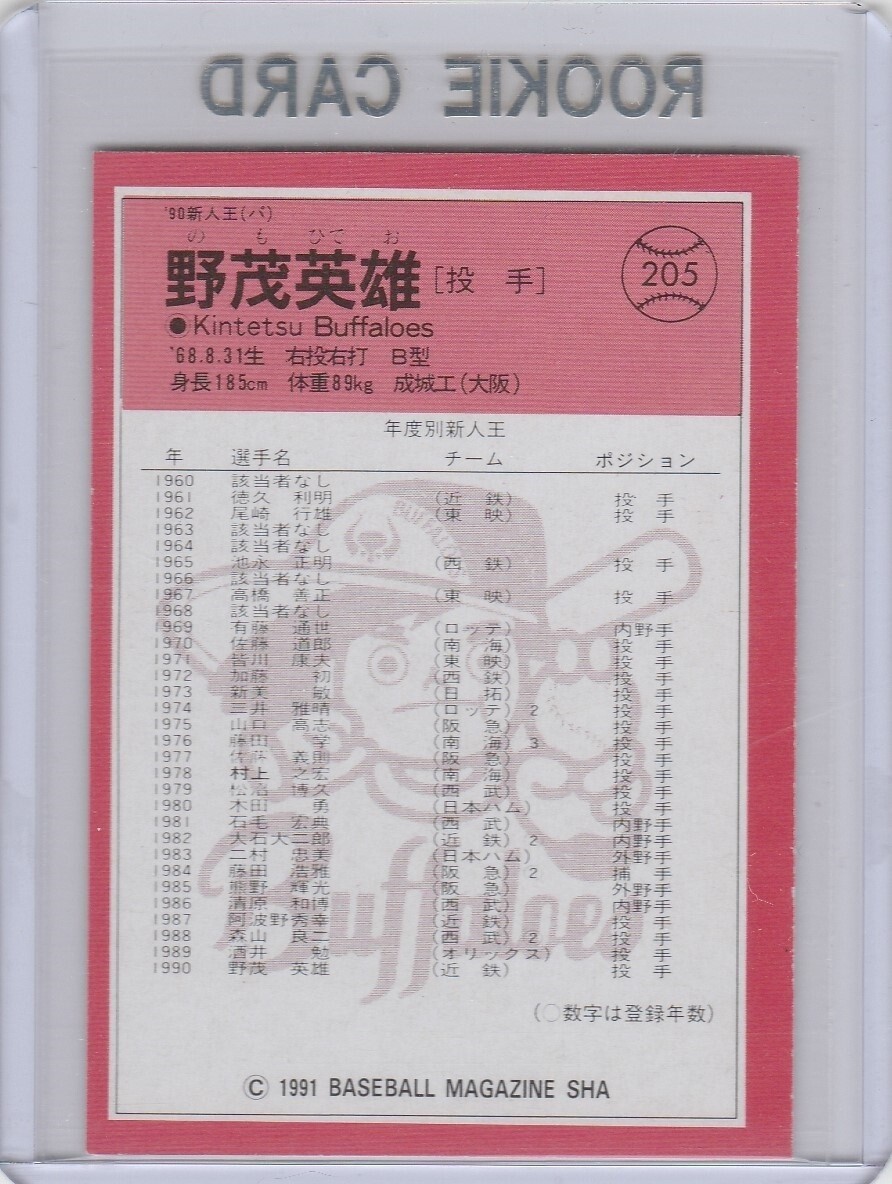 ROOKIE CARD
'90新人王(パ)
の も ひで お
野茂英雄 [投 手]
205
●Kintetsu Buffaloes
'68.8.31生 右投右打 B型
身長185cm 体重89kg 成城工(大阪)
年度別新人王
年 選手名 チーム ポジション
1960 該当者なし
1961 徳久 利明 (近 鉄) 投 手
1962 尾崎 行雄 (東 映) 投 手
1963 該当者なし
1964 該当者なし
1965 池永 正明 (西 鉄) 投 手
1966 該当者なし
1967 高橋 善正 (東 映) 投 手
1968 該当者なし
1969 有藤 通世 (ロッテ) 内野手
1970 佐藤 道郎 (南 海) 投 手
1971 皆川 康夫 (東 映) 投 手
1972 加藤 初 (西 鉄) 投 手
1973 新美 敏 (日 拓) 投 手
1974 三井 雅晴 (ロッテ) 2 投 手
1975 山口 高志 (阪 急) 投 手
1976 藤田 学 (南 海) 3 投 手
1977 佐藤 義則 (阪 急) 投 手
1978 村上 之宏 (南 海) 投 手
1979 松沼 博久 (西 武) 投 手
1980 木田 勇 (日本ハム) 投 手
1981 石毛 宏典 (西 武) 内野手
1982 大石大二郎 (近 鉄) 2 内野手
1983 二村 忠美 (日本ハム) 外野手
1984 藤田 浩雅 (阪 急) 2 捕 手
1985 熊野 輝光 (阪 急) 外野手
1986 清原 和博 (西 武) 内野手
1987 阿波野秀幸 (近 鉄) 投 手
1988 森山 良二 (西 武) 2 投 手
1989 酒井 勉 (オリックス) 投 手
1990 野茂 英雄 (近 鉄) 投 手
BUFFALOES
Buffaloes
(○数字は登録年数)
© 1991 BASEBALL MAGAZINE SHA